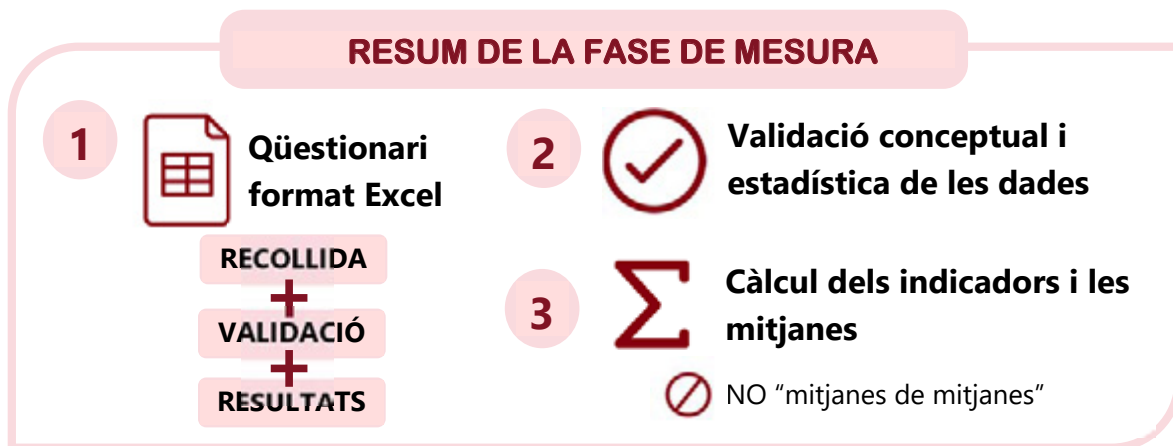 RESUM DE LA FASE DE MESURA
1
Qüestionari
format Excel
RECOLLIDA
+
VALIDACIÓ
+
RESULTATS
2
Validació conceptual i
estadística de les dades
3
Σ
Càlcul dels indicadors i les
mitjanes
NO “mitjanes de mitjanes”